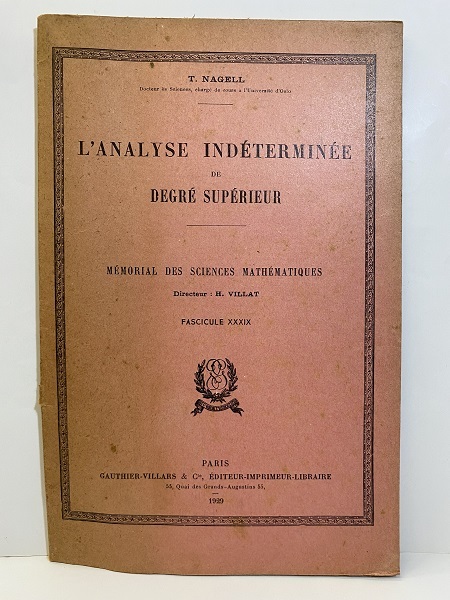 T. NAGELL
Docteur ès Sciences, chargé de cours à l'Université d'Oslo
L'ANALYSE INDÉTERMINÉE
DE
DEGRÉ SUPÉRIEUR
MÉMORIAL DES SCIENCES MATHÉMATIQUES
Directeur : H. VILLAT
FASCICULE XXXIX
PARIS
GAUTHIER-VILLARS & Cie, ÉDITEUR-IMPRIMEUR-LIBRAIRE
55, Quai des Grands-Augustins 55,
1929